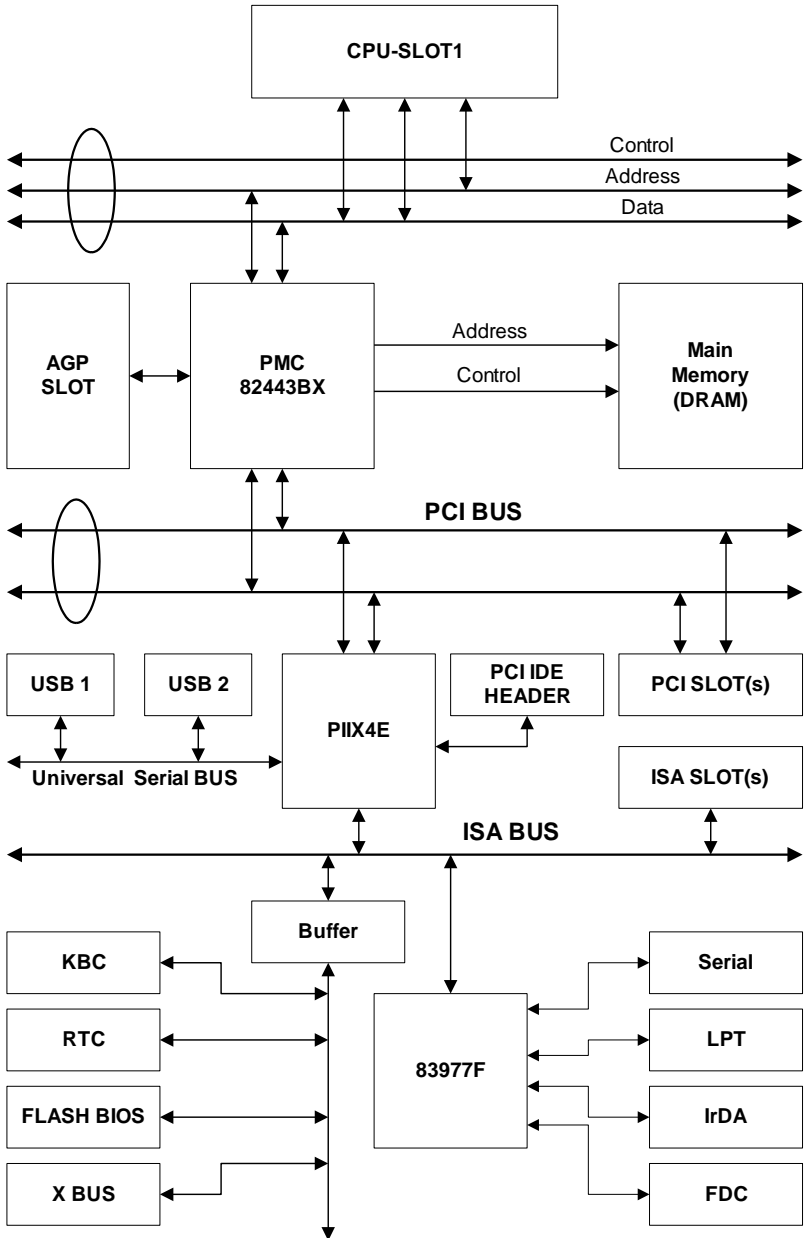 CPU-SLOT1
Control
Address
Data
AGP
SLOT
PMC
82443BX
Address
Control
Main
Memory
(DRAM)
PCI BUS
USB 1
USB 2
PIIX4E
PCI IDE
HEADER
PCI SLOT(s)
Universal Serial BUS
ISA SLOT(s)
ISA BUS
Buffer
KBC
RTC
FLASH BIOS
X BUS
83977F
Serial
LPT
IrDA
FDC